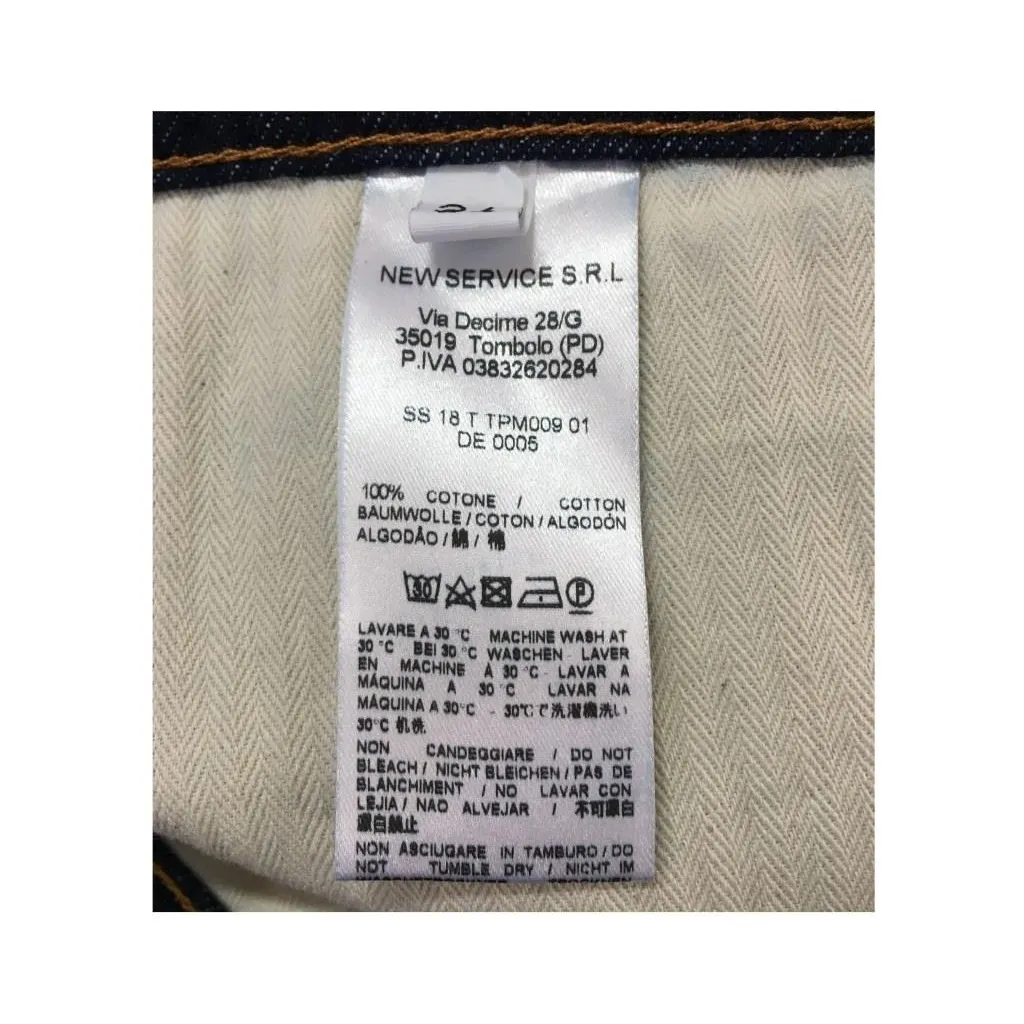 NEW SERVICE S.R.L
Via Decime 28/G
35019 Tombolo (PD)
P.IVA 03832620284
SS 18 T TPM009 01
DE 0005
100% COTONE / COTTON
BAUMWOLLE / COTON / ALGODÓN
ALGODÃO / 綿 / 棉
30 P
LAVARE A 30 °C MACHINE WASH AT
30 °C BEI 30 °C WASCHEN - LAVER
EN MACHINE À 30 °C - LAVAR A
MÁQUINA A 30 °C LAVAR NA
MÁQUINA A 30°C - 30℃で洗濯機洗い
30°C 机洗
NON CANDEGGIARE / DO NOT
BLEACH / NICHT BLEICHEN / PAS DE
BLANCHIMENT / NO LAVAR CON
LEJIA / NAO ALVEJAR / 不可漂白
漂白禁止
NON ASCIUGARE IN TAMBURO / DO
NOT TUMBLE DRY / NICHT IM